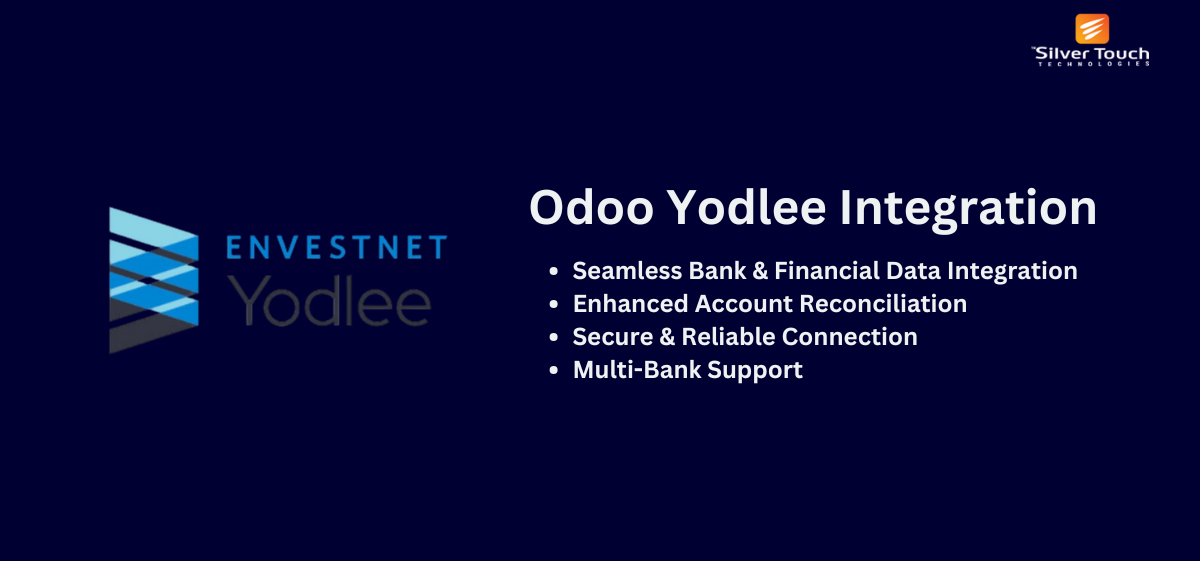 ™Silver Touch
TECHNOLOGIES
ENVESTNET
Yodlee
Odoo Yodlee Integration
• Seamless Bank & Financial Data Integration
• Enhanced Account Reconciliation
• Secure & Reliable Connection
• Multi-Bank Support